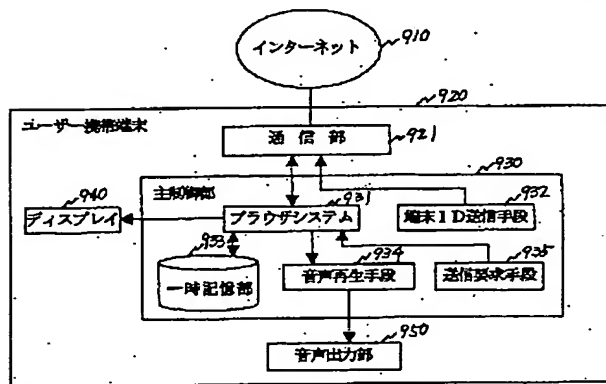 インターネット
910
920
ユーザー携帯端末
通信部
921
930
主制御部
940
ディスプレイ
931
ブラウザシステム
932
端末ID送信手段
933
一時記憶部
934
音声再生手段
935
送信要求手段
950
音声出力部